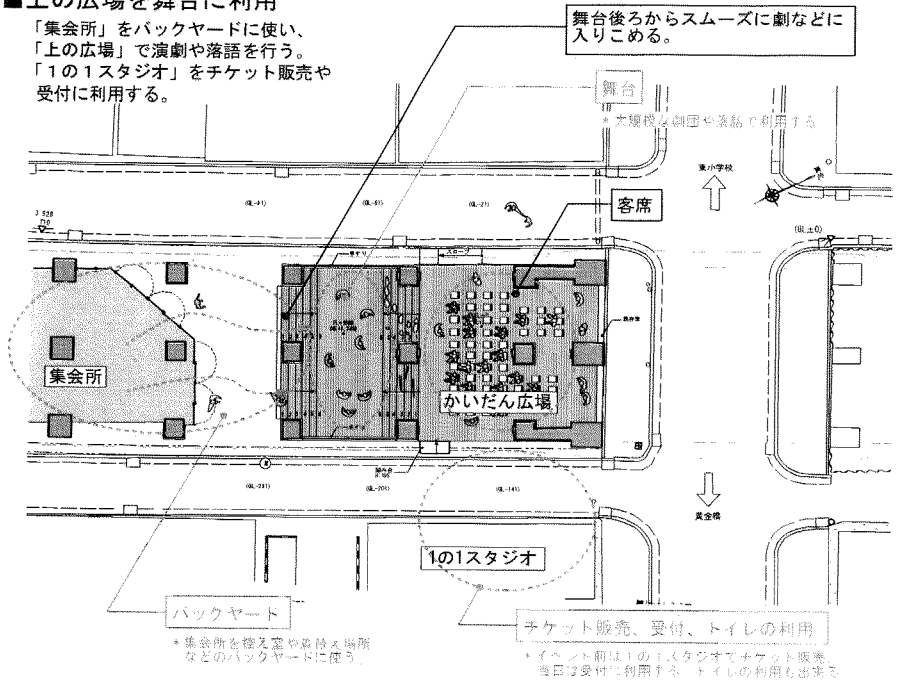 ■上の広場を舞台に利用
「集会所」をバックヤードに使い、
「上の広場」で演劇や落語を行う。
「1の1スタジオ」をチケット販売や
受付に利用する。
舞台後ろからスムーズに劇などに
入りこめる。
舞台
*大規模な劇団や落語で利用する
東小学校
客席
スロープ
集会所
かいだん広場
黄金橋
1の1スタジオ
バックヤード
*集会所を控え室や着替え場所
などのバックヤードに使う。
チケット販売、受付、トイレの利用
*イベント前は1の1スタジオでチケット販売、
当日は受付に利用する。トイレの利用も出来る